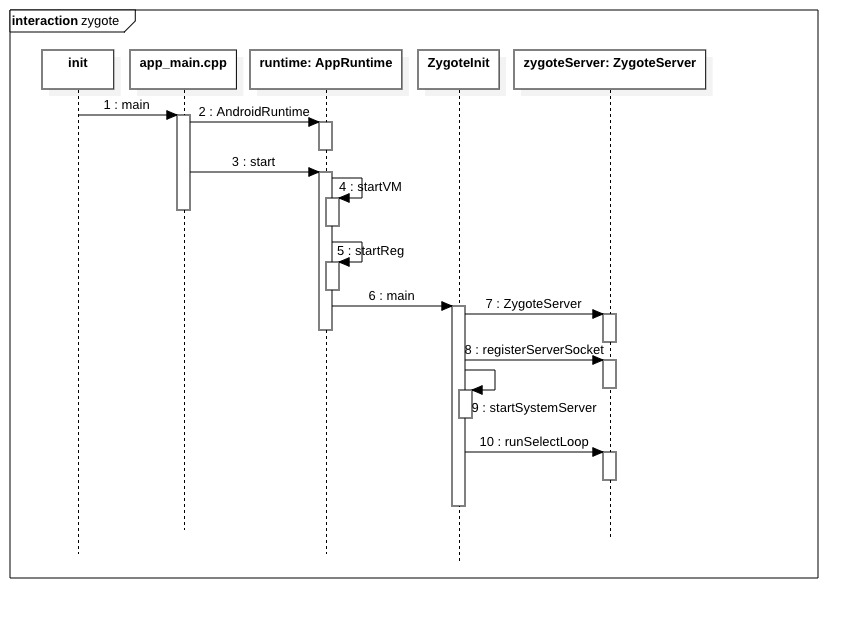 interaction zygote
init
app_main.cpp
runtime: AppRuntime
ZygoteInit
zygoteServer: ZygoteServer
1 : main
2 : AndroidRuntime
3 : start
4 : startVM
5 : startReg
6 : main
7 : ZygoteServer
8 : registerServerSocket
9 : startSystemServer
10 : runSelectLoop